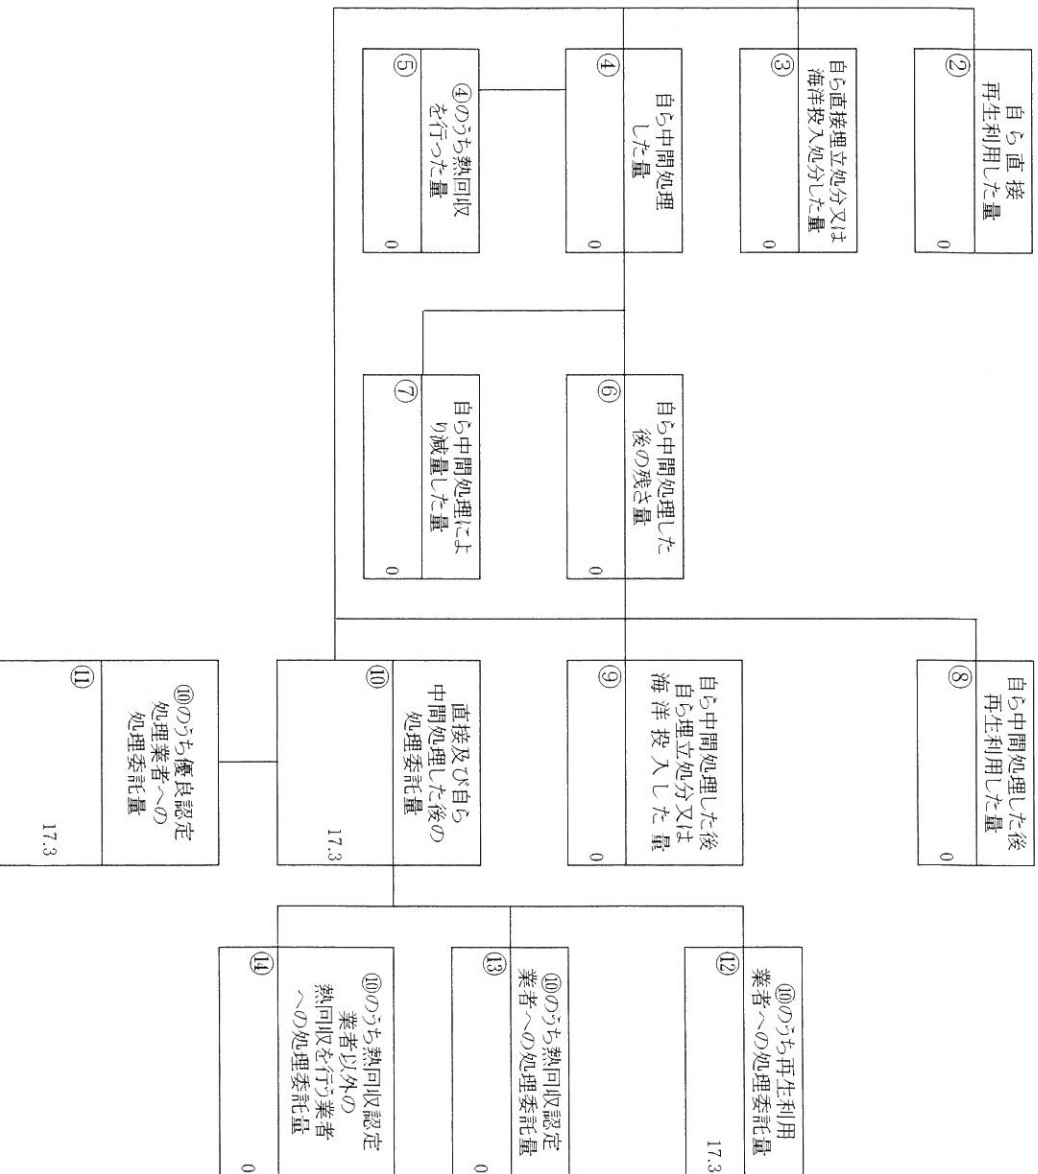 自ら直接
再生利用した量
②
0
自ら直接埋立処分又は
海洋投入処分した量
③
0
自ら中間処理
した量
④
0
④のうち熱回収
を行った量
⑤
0
自ら中間処理した
後の残さ量
⑥
0
自ら中間処理によ
り減量した量
⑦
0
自ら中間処理した後
再生利用した量
⑧
0
自ら中間処理した後
自ら埋立処分又は
海洋投入した量
⑨
0
直接及び自ら
中間処理した後の
処理委託量
⑩
17.3
⑩のうち優良認定
処理業者への
処理委託量
⑪
17.3
⑩のうち再生利用
業者への処理委託量
⑫
17.3
⑩のうち熱回収認定
業者への処理委託量
⑬
0
⑩のうち熱回収認定
業者以外の
熱回収を行う業者
への処理委託量
⑭
0